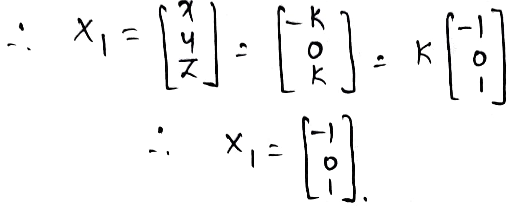 ∴ X₁ = [x y z] = [-K 0 K] = K [-1 0 1]
∴ X₁ = [-1 0 1].